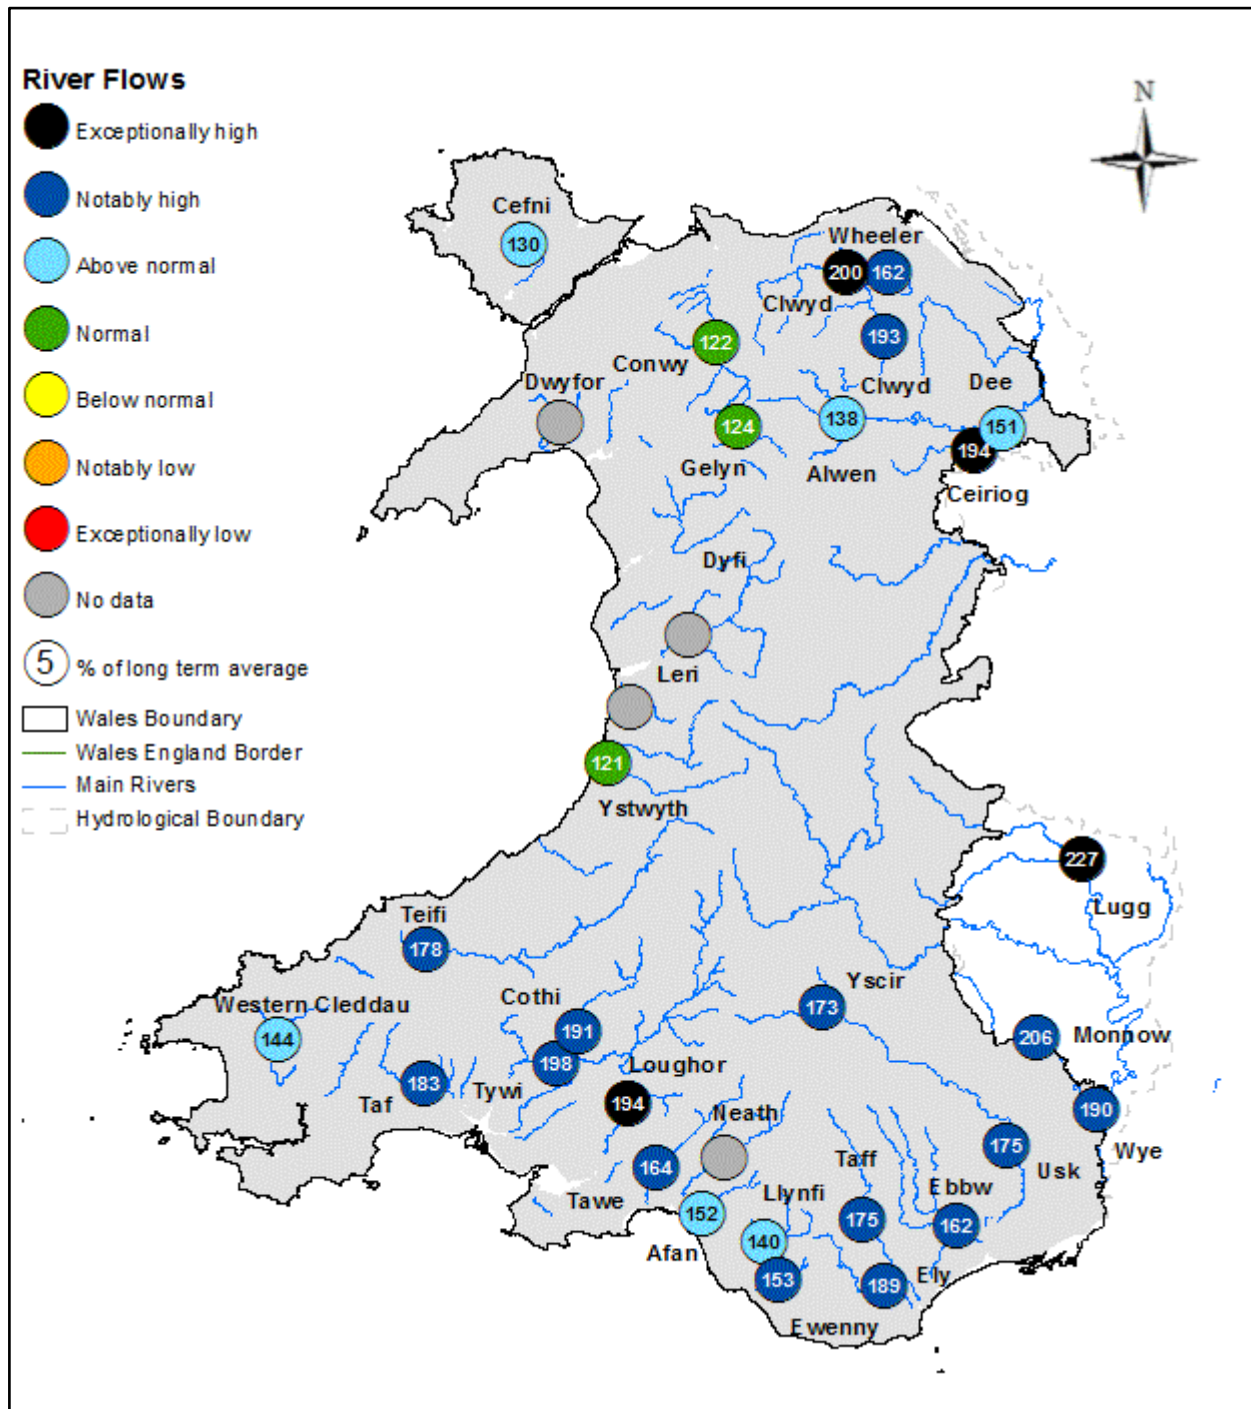 River Flows
Exceptionally high
Notably high
Above normal
Normal
Below normal
Notably low
Exceptionally low
No data
5 % of long term average
Wales Boundary
Wales England Border
Main Rivers
Hydrological Boundary
N
Cefni
130
Wheeler
200
162
Clwyd
193
122
Conwy
Clwyd
Dee
Dwyfor
138
151
124
194
Gelyn
Alwen
Ceiriog
Dyfi
Leri
121
Ystwyth
227
Lugg
Teifi
178
Yscir
173
Western Cleddau
Cothi
191
144
206
Monnow
198
Loughor
183
Tywi
Taf
194
190
Neath
Wye
175
Usk
164
Taff
Ebbw
Llynfi
Tawe
152
175
162
140
Afan
153
189
Ely
Ewenny